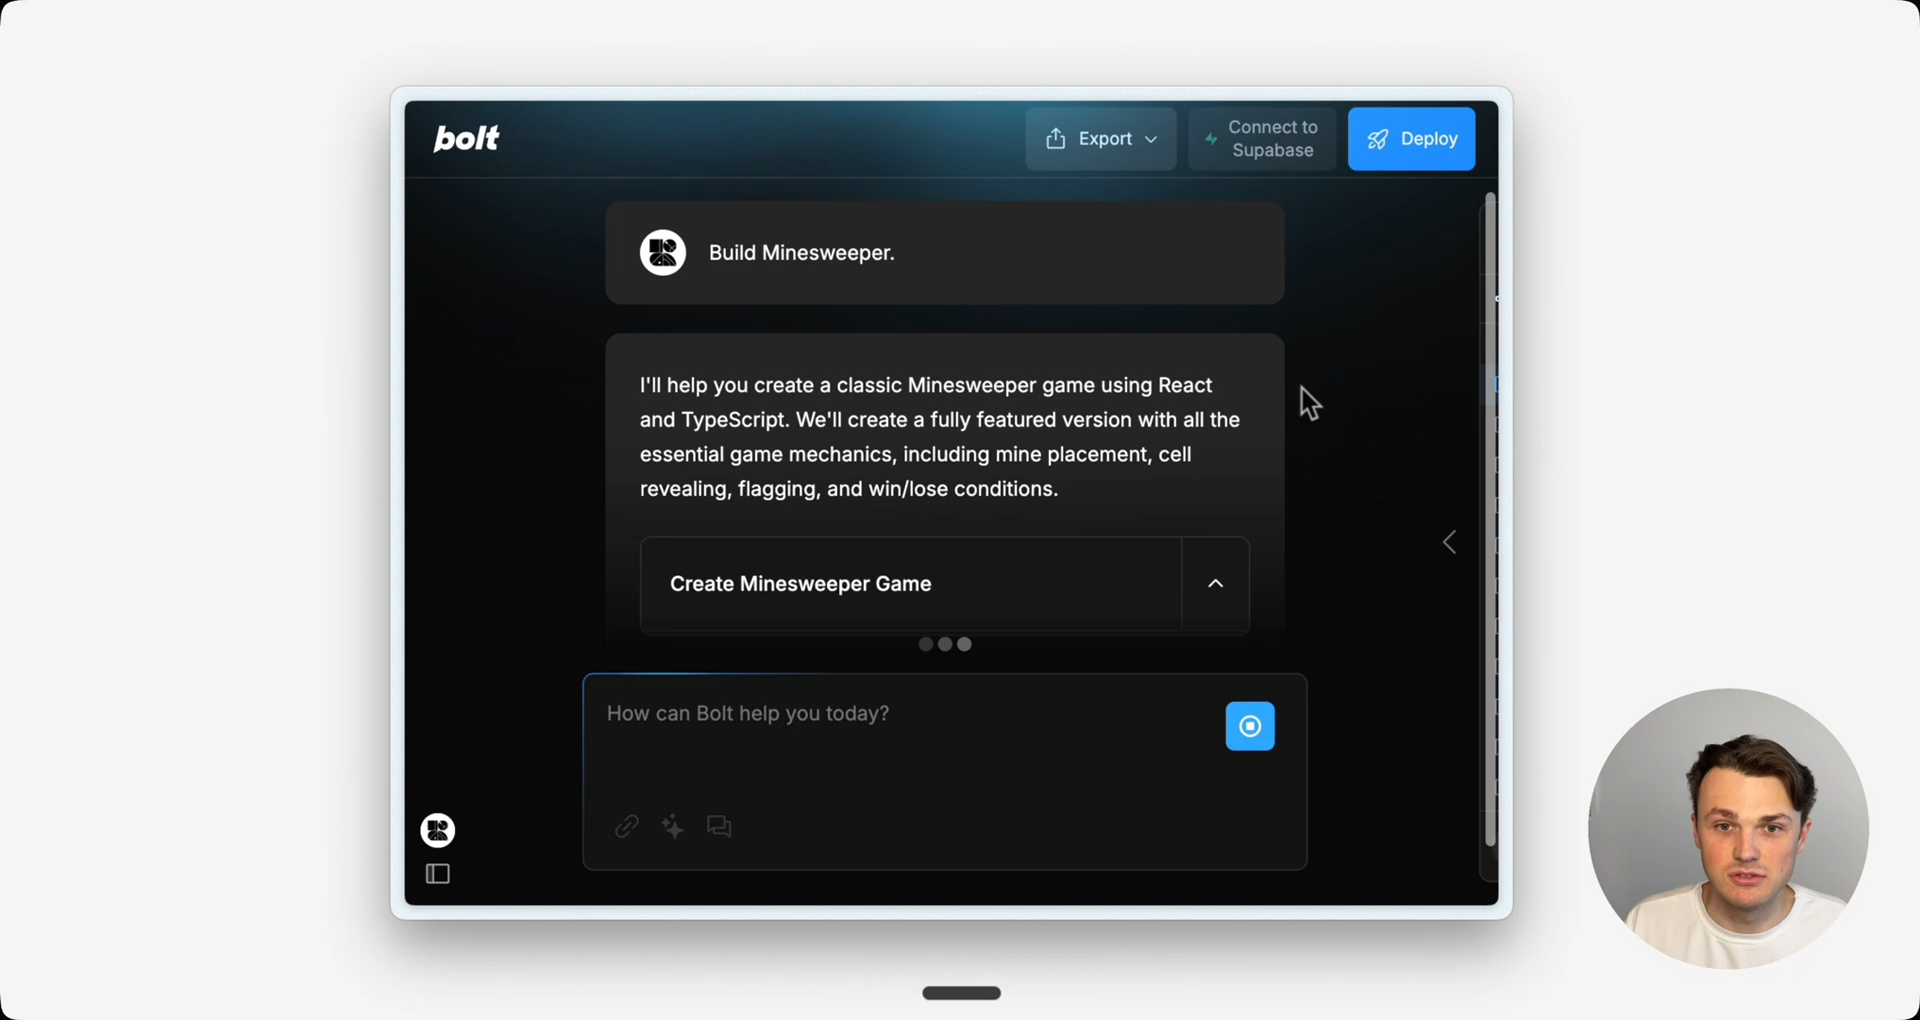 bolt
Export
Connect to
Supabase
Deploy
Build Minesweeper.
I'll help you create a classic Minesweeper game using React
and TypeScript. We'll create a fully featured version with all the
essential game mechanics, including mine placement, cell
revealing, flagging, and win/lose conditions.
Create Minesweeper Game
How can Bolt help you today?